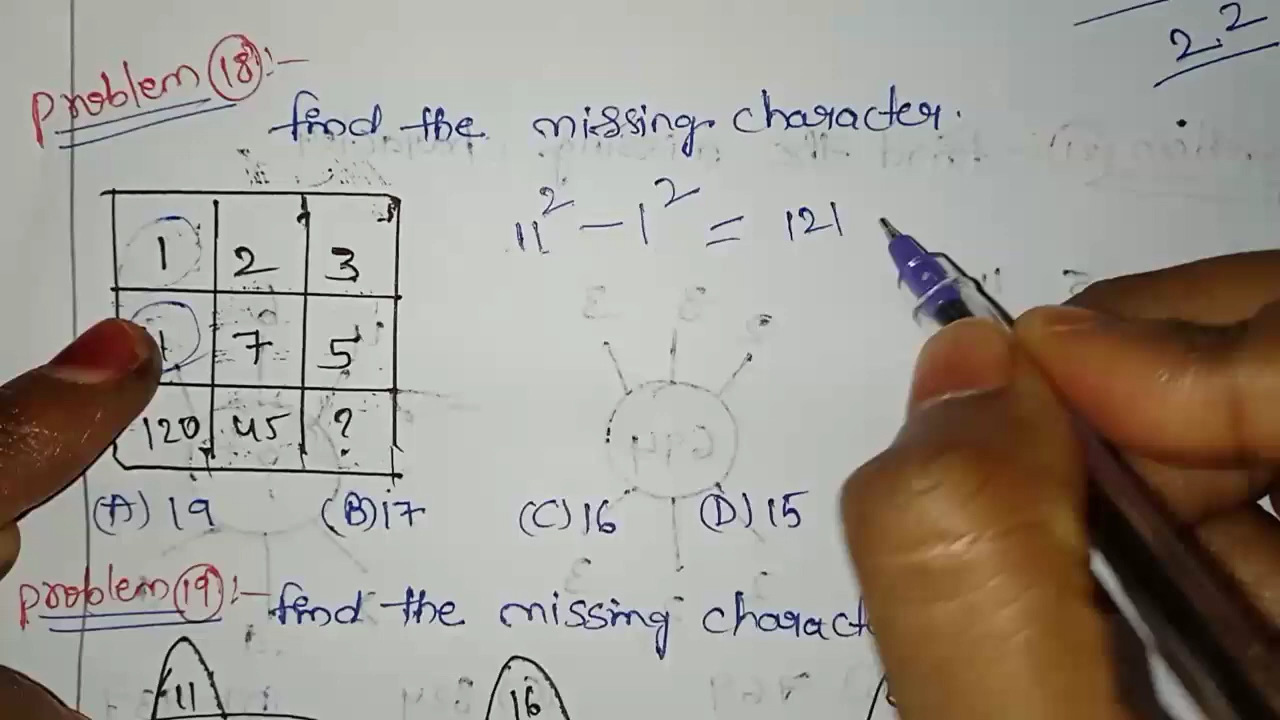 2.2
Problem 18:-
find the missing character.
11² - 1² = 121
1 2 3
7 5
120 45 ?
(A) 19 (B) 17 (C) 16 (D) 15
problem 19:- find the missing
11 16